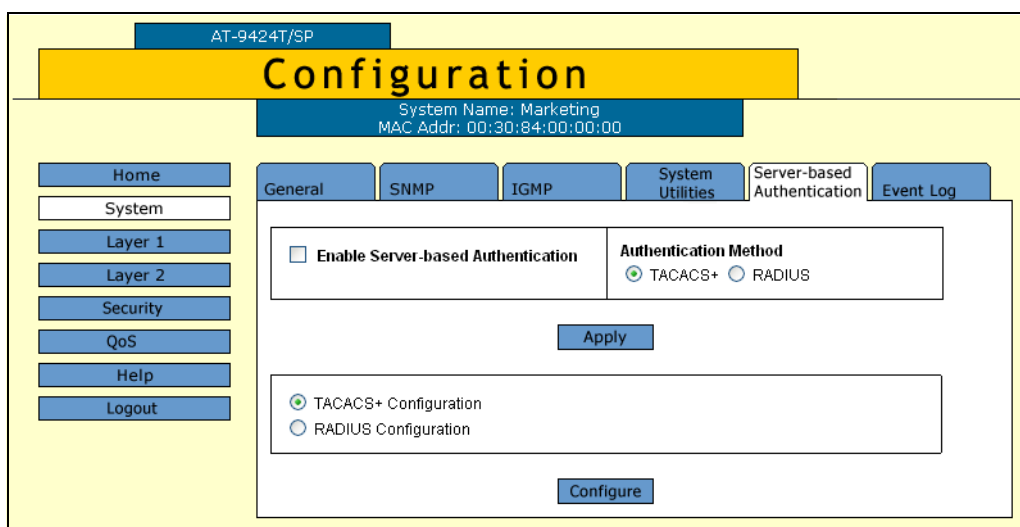 AT-9424T/SP
Configuration
System Name: Marketing
MAC Addr: 00:30:84:00:00:00
Home
System
Layer 1
Layer 2
Security
QoS
Help
Logout
General
SNMP
IGMP
System
Utilities
Server-based
Authentication
Event Log
Enable Server-based Authentication
Authentication Method
TACACS+ RADIUS
Apply
TACACS+ Configuration
RADIUS Configuration
Configure